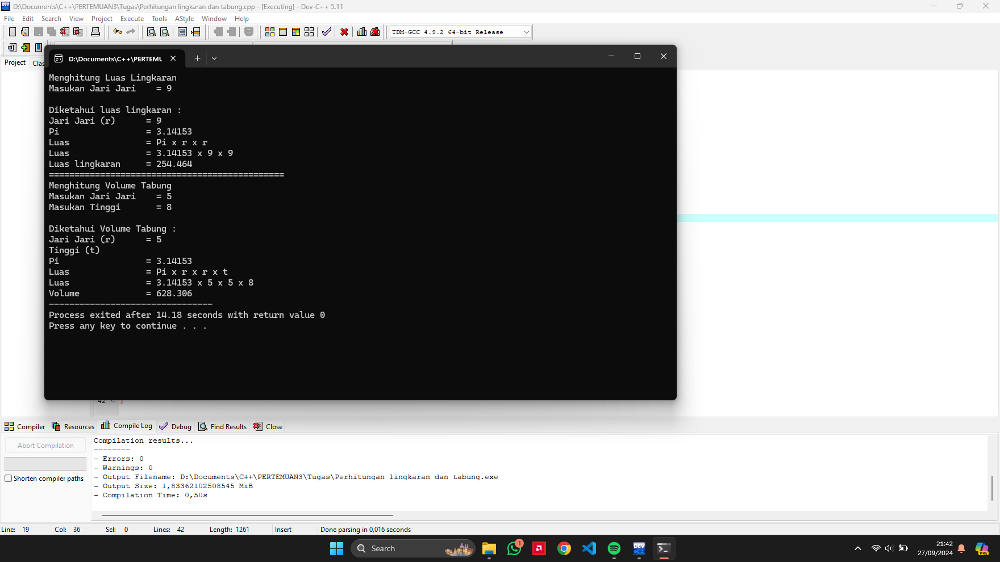 D:\Documents\C++\PERTEMUAN3\Tugas\Perhitungan lingkaran dan tabung.cpp - [Executing] - Dev-C++ 5.11
File Edit Search View Project Execute Tools AStyle Window Help
TDM-GCC 4.9.2 64-bit Release
Project Clas
D:\Documents\C++\PERTEMU
Menghitung Luas Lingkaran
Masukan Jari Jari    = 9
Diketahui luas lingkaran :
Jari Jari (r)      = 9
Pi                 = 3.14153
Luas               = Pi x r x r
Luas               = 3.14153 x 9 x 9
Luas lingkaran     = 254.464
==============================================
Menghitung Volume Tabung
Masukan Jari Jari    = 5
Masukan Tinggi       = 8
Diketahui Volume Tabung :
Jari Jari (r)      = 5
Tinggi (t)
Pi                 = 3.14153
Luas               = Pi x r x r x t
Luas               = 3.14153 x 5 x 5 x 8
Volume             = 628.306
--------------------------------
Process exited after 14.18 seconds with return value 0
Press any key to continue . . .
42 }
Compiler Resources Compile Log Debug Find Results Close
Abort Compilation
Shorten compiler paths
Compilation results...
--------
- Errors: 0
- Warnings: 0
- Output Filename: D:\Documents\C++\PERTEMUAN3\Tugas\Perhitungan lingkaran dan tabung.exe
- Output Size: 1,83362102508545 MiB
- Compilation Time: 0,50s
Line: 19 Col: 36 Sel: 0 Lines: 42 Length: 1261 Insert Done parsing in 0,016 seconds
Search
1
DEV
PRE
21:42
27/09/2024